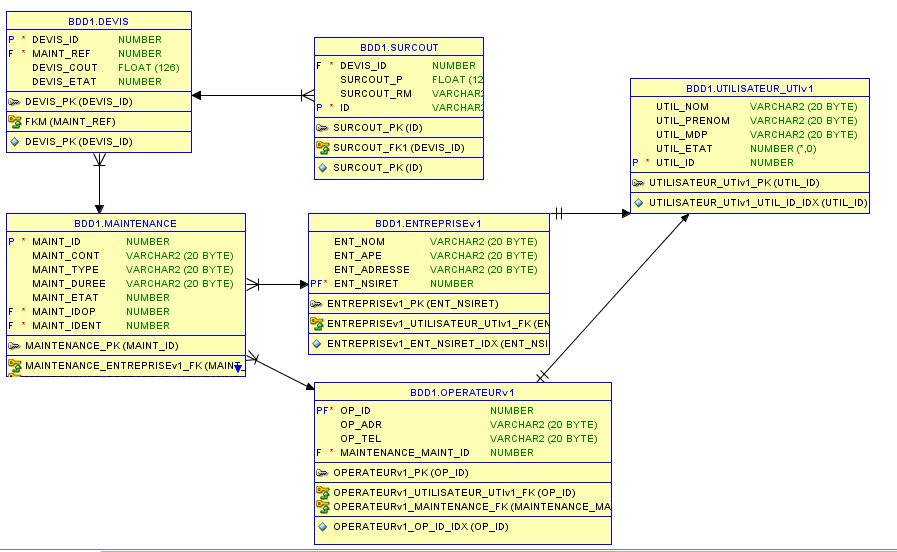 BDD1.DEVIS
P * DEVIS_ID NUMBER
F * MAINT_REF NUMBER
DEVIS_COUT FLOAT (126)
DEVIS_ETAT NUMBER
DEVIS_PK (DEVIS_ID)
FKM (MAINT_REF)
DEVIS_PK (DEVIS_ID)
BDD1.SURCOUT
F * DEVIS_ID NUMBER
SURCOUT_P FLOAT (12
SURCOUT_RM VARCHAR2
P * ID VARCHAR2
SURCOUT_PK (ID)
SURCOUT_FK1 (DEVIS_ID)
SURCOUT_PK (ID)
BDD1.UTILISATEUR_UTIv1
UTIL_NOM VARCHAR2 (20 BYTE)
UTIL_PRENOM VARCHAR2 (20 BYTE)
UTIL_MDP VARCHAR2 (20 BYTE)
UTIL_ETAT NUMBER (*,0)
P * UTIL_ID NUMBER
UTILISATEUR_UTIv1_PK (UTIL_ID)
UTILISATEUR_UTIv1_UTIL_ID_IDX (UTIL_ID)
BDD1.MAINTENANCE
P * MAINT_ID NUMBER
MAINT_CONT VARCHAR2 (20 BYTE)
MAINT_TYPE VARCHAR2 (20 BYTE)
MAINT_DUREE VARCHAR2 (20 BYTE)
MAINT_ETAT NUMBER
F * MAINT_IDOP NUMBER
F * MAINT_IDENT NUMBER
MAINTENANCE_PK (MAINT_ID)
MAINTENANCE_ENTREPRISEv1_FK (MAINT_
BDD1.ENTREPRISEv1
ENT_NOM VARCHAR2 (20 BYTE)
ENT_APE VARCHAR2 (20 BYTE)
ENT_ADRESSE VARCHAR2 (20 BYTE)
PF* ENT_NSIRET NUMBER
ENTREPRISEv1_PK (ENT_NSIRET)
ENTREPRISEv1_UTILISATEUR_UTIv1_FK (EN
ENTREPRISEv1_ENT_NSIRET_IDX (ENT_NSI
BDD1.OPERATEURv1
PF* OP_ID NUMBER
OP_ADR VARCHAR2 (20 BYTE)
OP_TEL VARCHAR2 (20 BYTE)
F * MAINTENANCE_MAINT_ID NUMBER
OPERATEURv1_PK (OP_ID)
OPERATEURv1_UTILISATEUR_UTIv1_FK (OP_ID)
OPERATEURv1_MAINTENANCE_FK (MAINTENANCE_MA
OPERATEURv1_OP_ID_IDX (OP_ID)